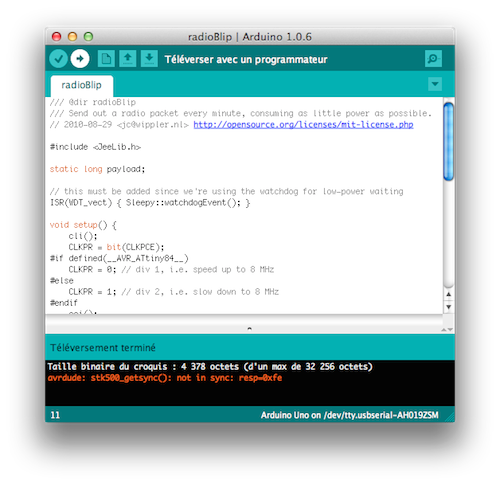 radioBlip | Arduino 1.0.6
Téléverser avec un programmateur
radioBlip
/// @dir radioBlip
/// Send out a radio packet every minute, consuming as little power as possible.
// 2010-08-29 <jc@wippler.nl> http://opensource.org/licenses/mit-license.php
#include <JeeLib.h>
static long payload;
// this must be added since we're using the watchdog for low-power waiting
ISR(WDT_vect) { Sleepy::watchdogEvent(); }
void setup() {
cli();
CLKPR = bit(CLKPCE);
#if defined(__AVR_ATtiny84__)
CLKPR = 0; // div 1, i.e. speed up to 8 MHz
#else
CLKPR = 1; // div 2, i.e. slow down to 8 MHz
#endif
Téléversement terminé
Taille binaire du croquis : 4 378 octets (d'un max de 32 256 octets)
avrdude: stk500_getsync(): not in sync: resp=0xfe
11
Arduino Uno on /dev/tty.usbserial-AH019ZSM